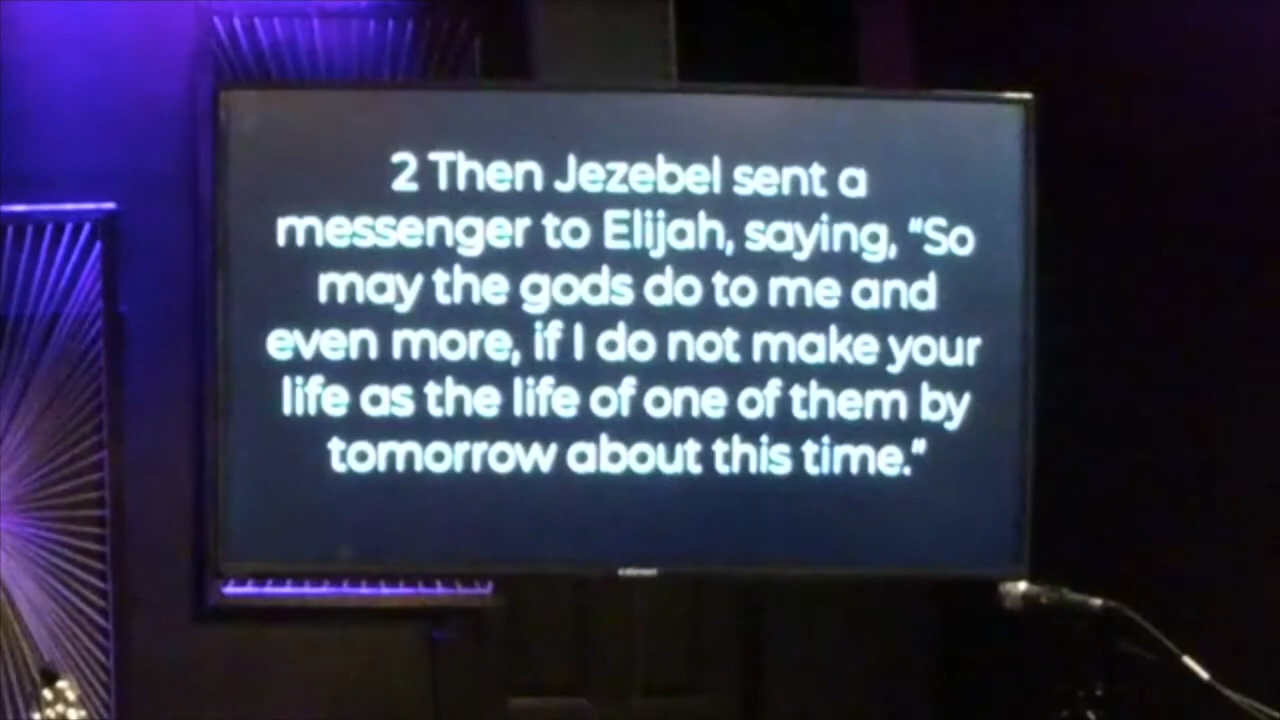 2 Then Jezebel sent a
messenger to Elijah, saying, “So
may the gods do to me and
even more, if I do not make your
life as the life of one of them by
tomorrow about this time.”